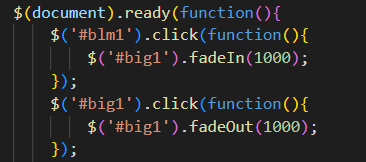 $(document).ready(function(){
$('#blm1').click(function(){
$('#big1').fadeIn(1000);
});
$('#big1').click(function(){
$('#big1').fadeOut(1000);
});